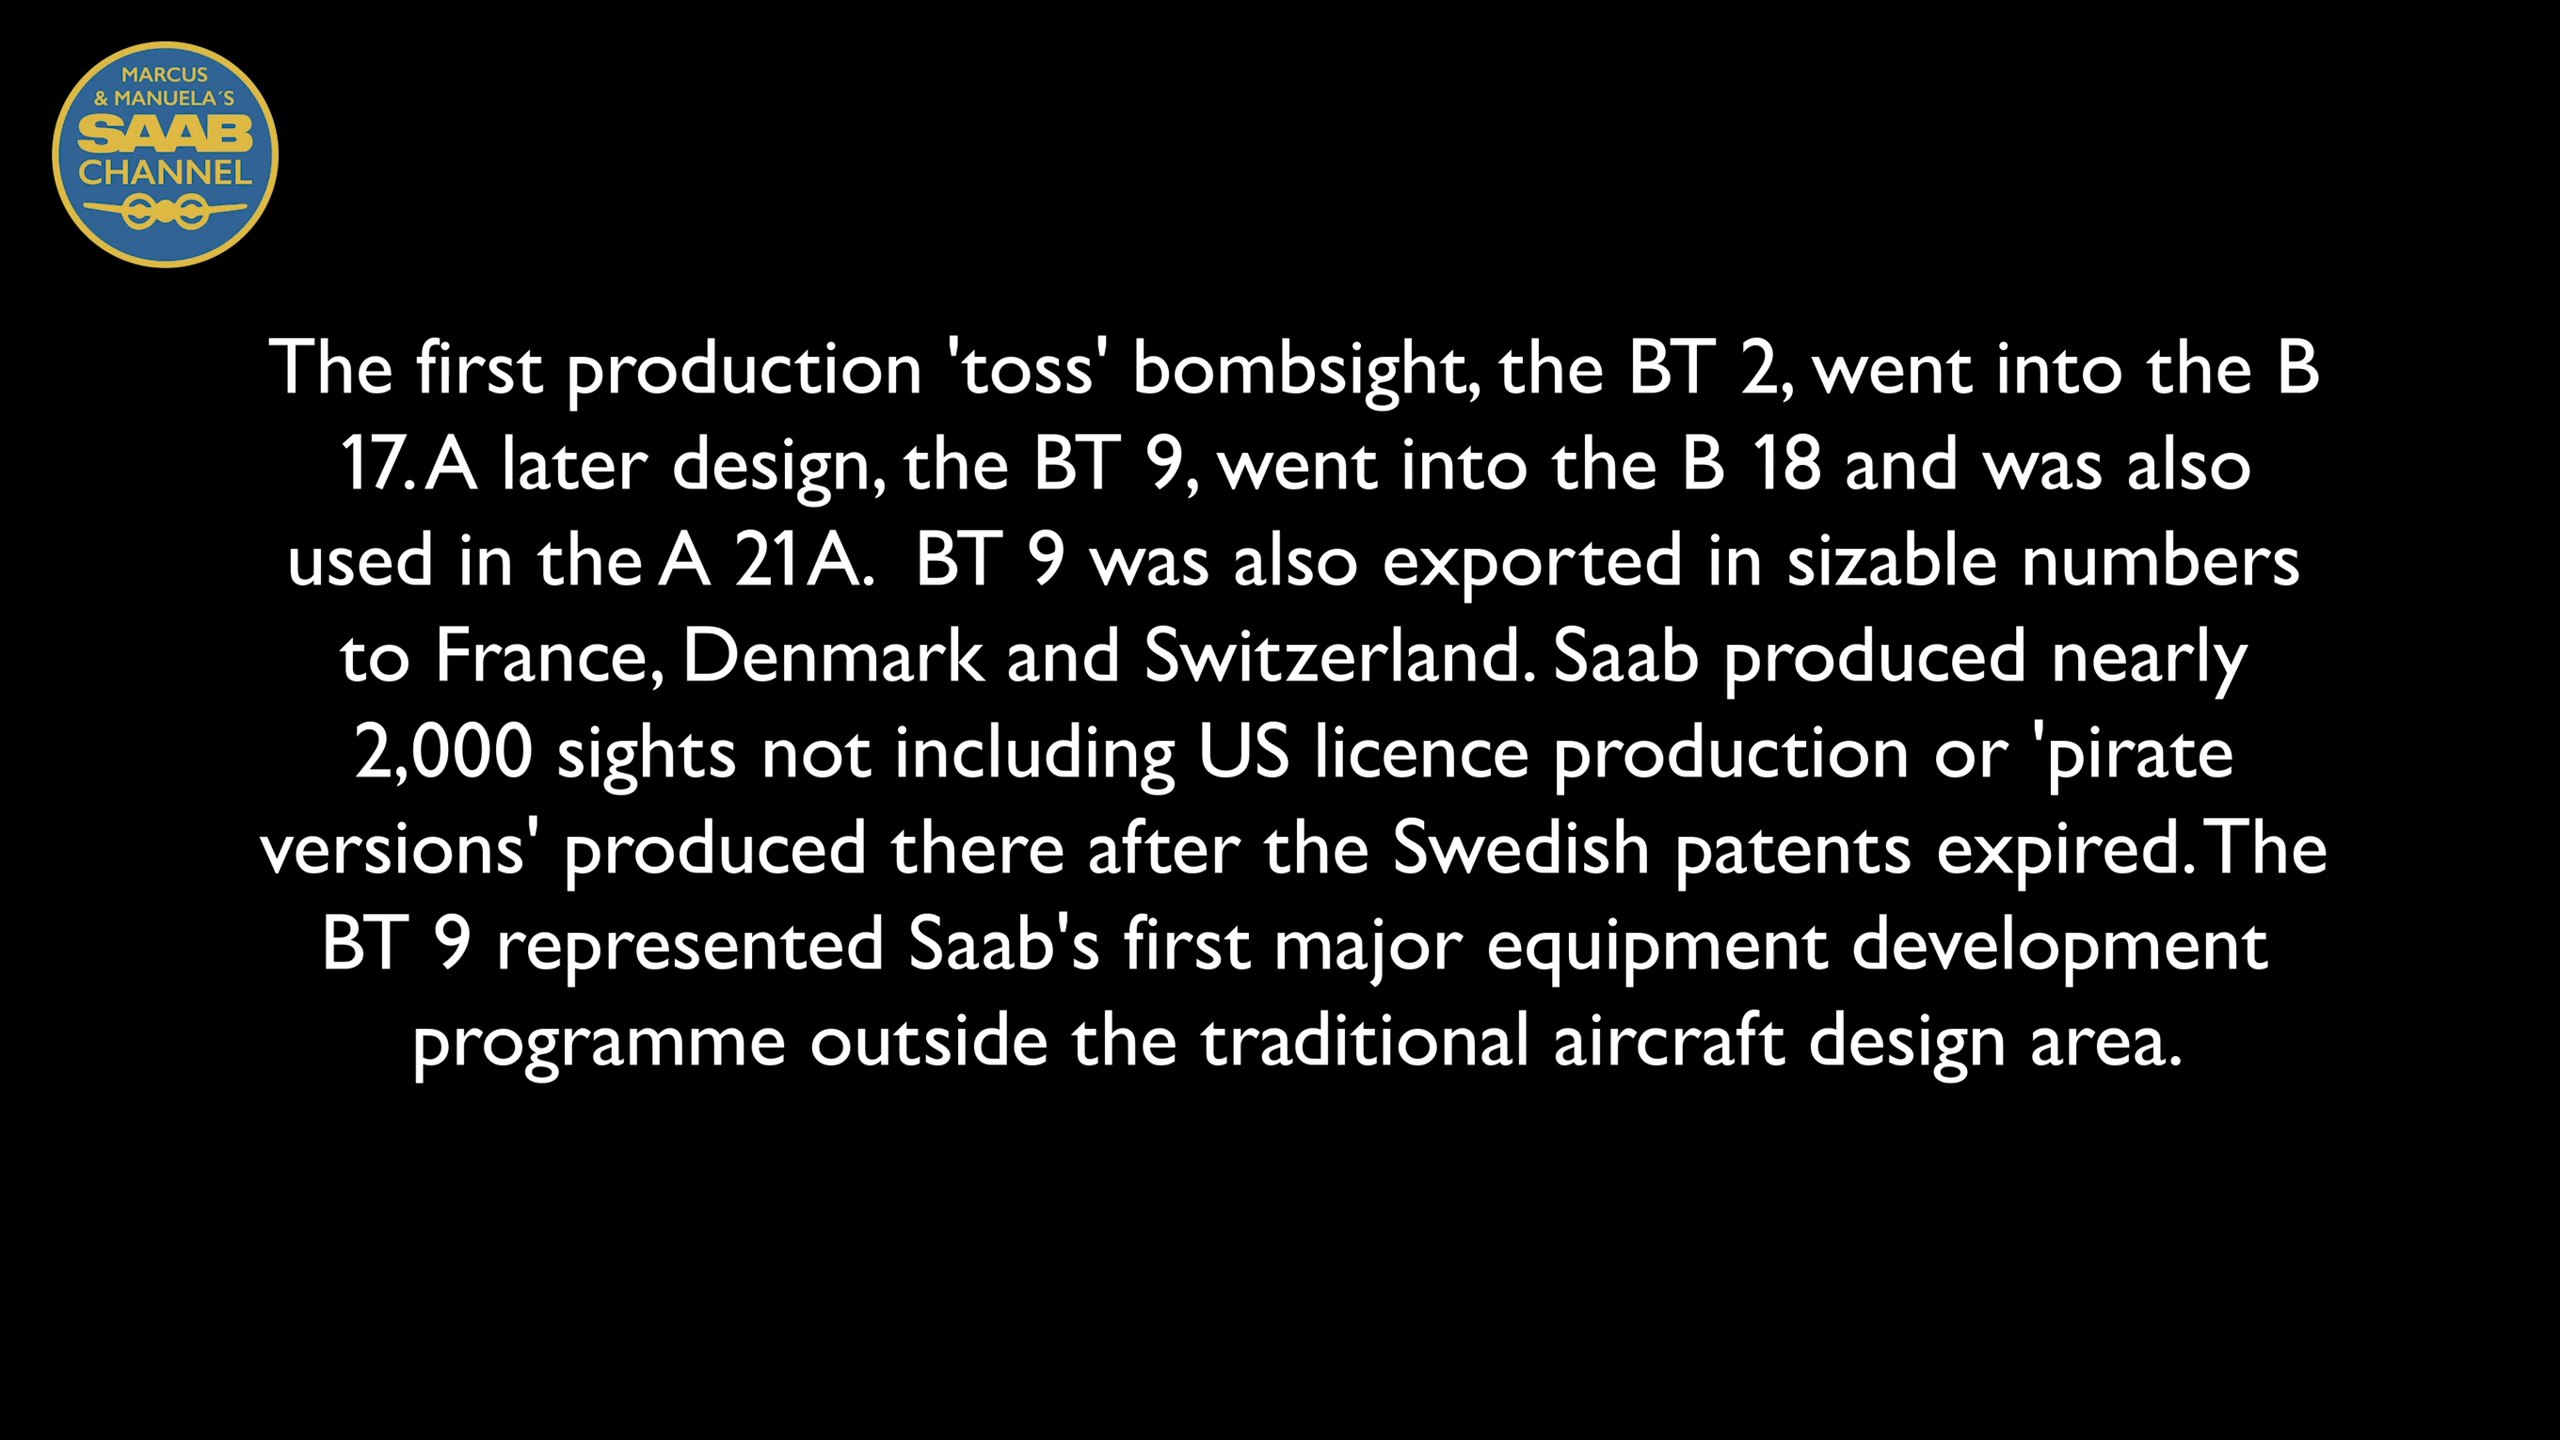 MARCUS
& MANUELA´S
SAAB
CHANNEL
The first production 'toss' bombsight, the BT 2, went into the B
17. A later design, the BT 9, went into the B 18 and was also
used in the A 21A.  BT 9 was also exported in sizable numbers
to France, Denmark and Switzerland. Saab produced nearly
2,000 sights not including US licence production or 'pirate
versions' produced there after the Swedish patents expired. The
BT 9 represented Saab's first major equipment development
programme outside the traditional aircraft design area.